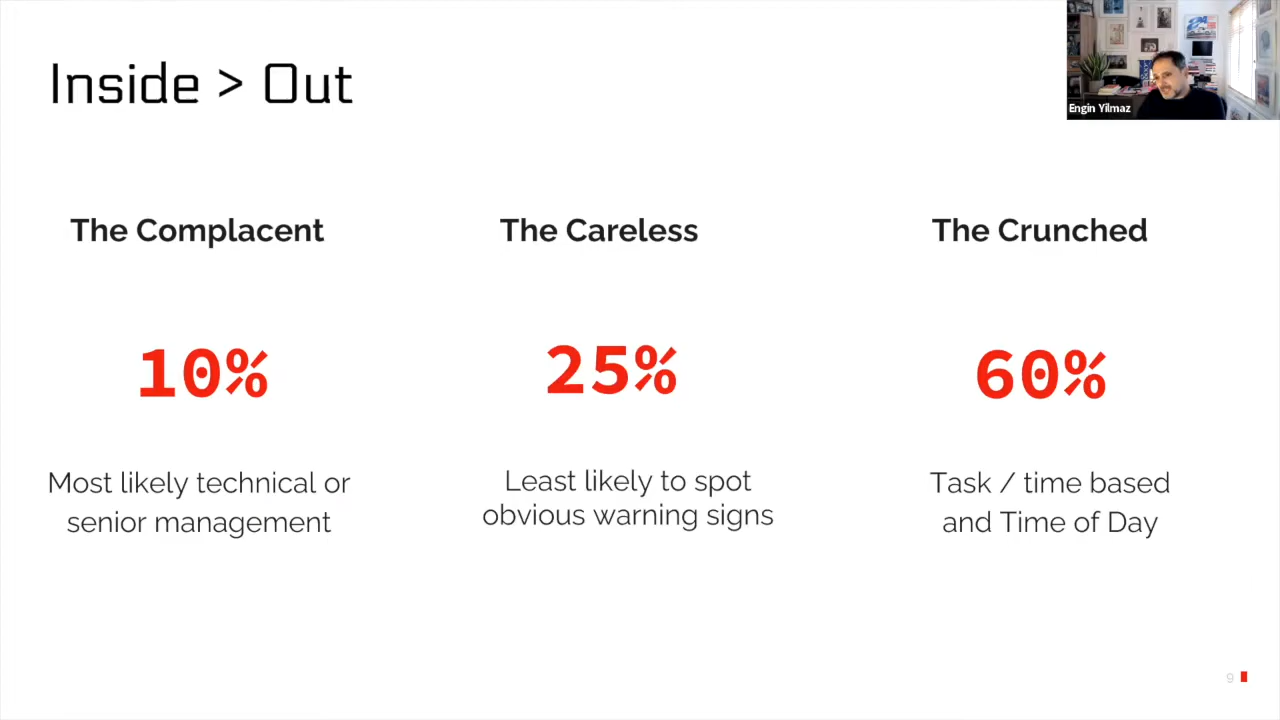 Inside > Out
Engin Yilmaz
The Complacent
10%
Most likely technical or
senior management
The Careless
25%
Least likely to spot
obvious warning signs
The Crunched
60%
Task / time based
and Time of Day
9